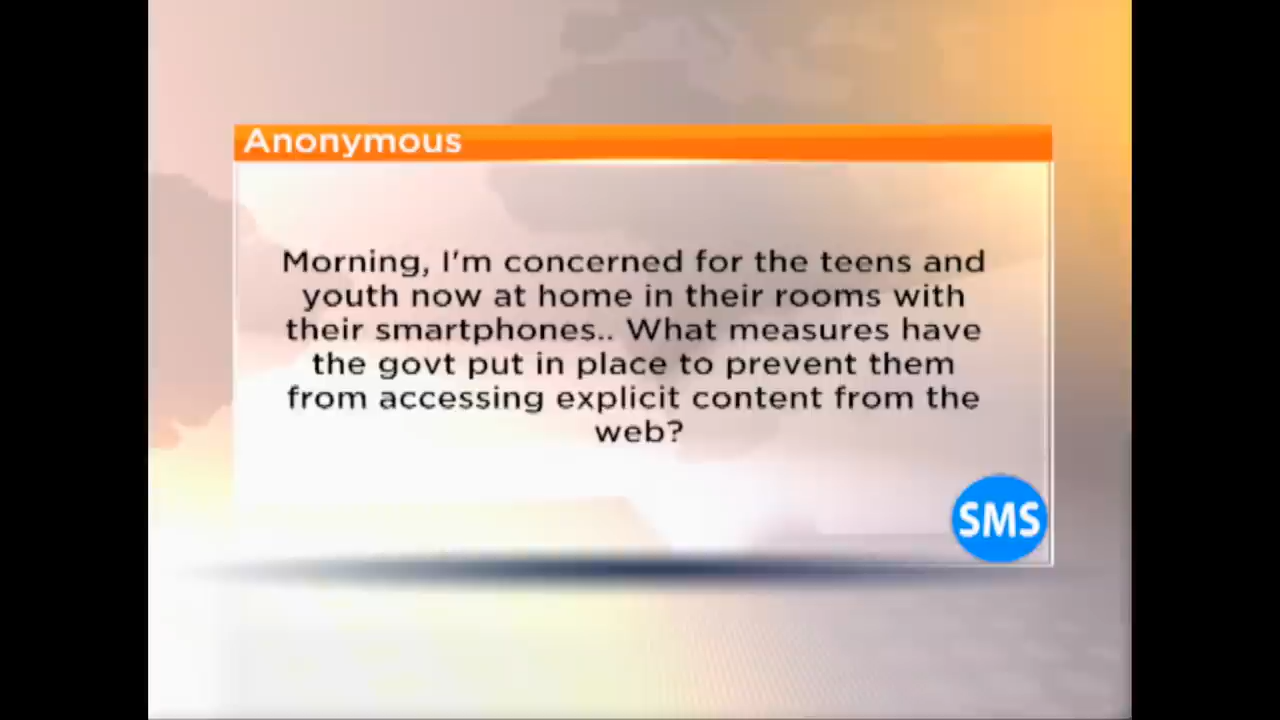 Anonymous
Morning, I'm concerned for the teens and
youth now at home in their rooms with
their smartphones.. What measures have
the govt put in place to prevent them
from accessing explicit content from the
web?
SMS